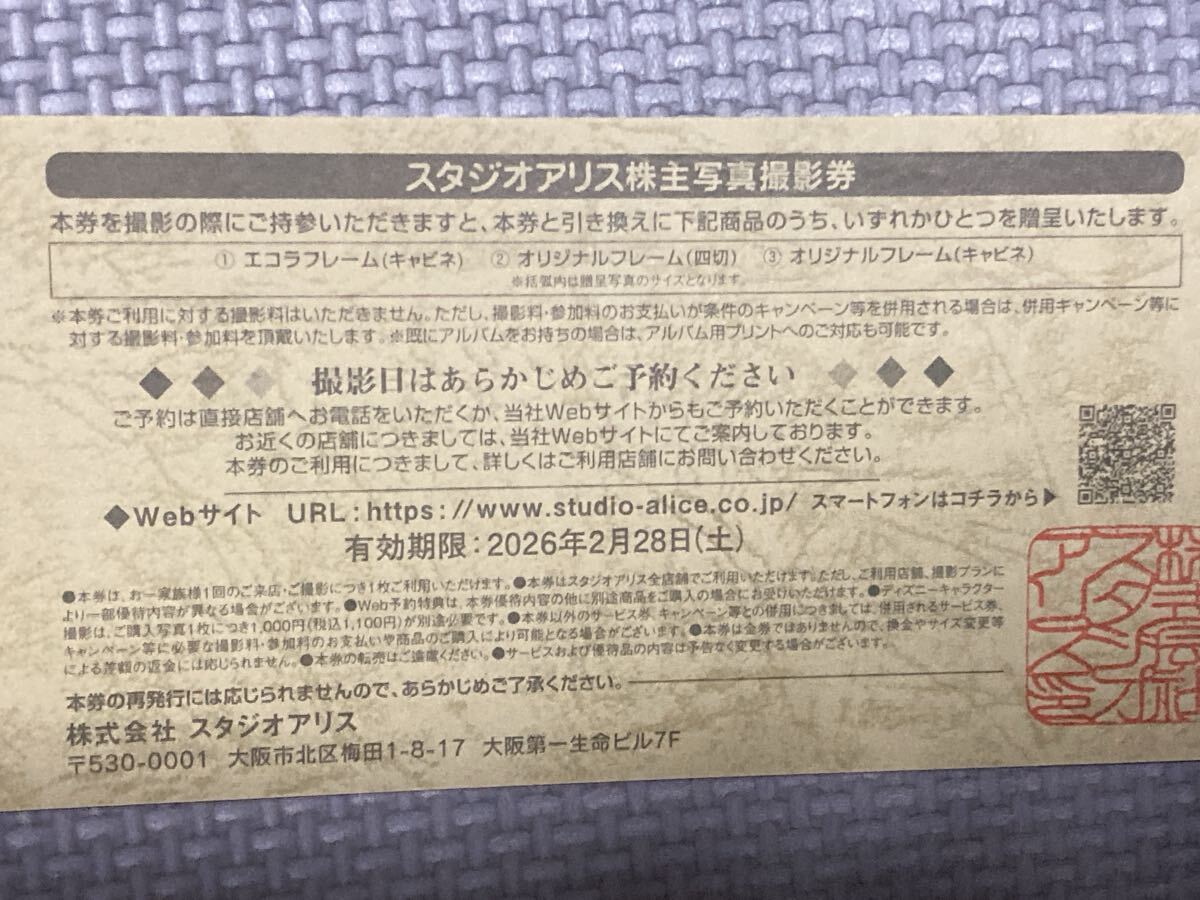 スタジオアリス株主写真撮影券
本券を撮影の際にご持参いただきますと、本券と引き換えに下記商品のうち、いずれかひとつを贈呈いたします。
① エコラフレーム(キャビネ) ② オリジナルフレーム(四切) ③ オリジナルフレーム(キャビネ)
※括弧内は贈呈写真のサイズとなります。
※本券ご利用に対する撮影料はいただきません。ただし、撮影料・参加料のお支払いが条件のキャンペーン等を併用される場合は、併用キャンペーン等に
対する撮影料・参加料を頂戴いたします。※既にアルバムをお持ちの場合は、アルバム用プリントへのご対応も可能です。
◆◆◆ 撮影日はあらかじめご予約ください ◆◆◆
ご予約は直接店舗へお電話をいただくか、当社Webサイトからもご予約いただくことができます。
お近くの店舗につきましては、当社Webサイトにてご案内しております。
本券のご利用につきまして、詳しくはご利用店舗にお問い合わせください。
◆Webサイト URL:https://www.studio-alice.co.jp/ スマートフォンはコチラから▶
有効期限:2026年2月28日(土)
●本券は、お一家族様1回のご来店・ご撮影につき1枚ご利用いただけます。●本券はスタジオアリス全店舗でご利用いただけます。ただし、ご利用店舗、撮影プランに
より一部優待内容が異なる場合がございます。●Web予約特典は、本券優待内容の他に別途商品をご購入の場合にお受けいただけます。●ディズニーキャラクター
撮影は、ご購入写真1枚につき1,000円(税込1,100円)が別途必要です。●本券以外のサービス券、キャンペーン等との併用につきましては、併用されるサービス券、
キャンペーン等に必要な撮影料・参加料のお支払いや商品のご購入により可能となる場合がございます。●本券は金券ではありませんので、換金やサイズ変更等
による差額の返金には応じられません。●本券の転売はご遠慮ください。●サービスおよび優待品の内容は予告なく変更する場合がございます。
本券の再発行には応じられませんので、あらかじめご了承ください。
株式会社 スタジオアリス
〒530-0001 大阪市北区梅田1-8-17 大阪第一生命ビル7F
株式会社
スタジオ
アリス印